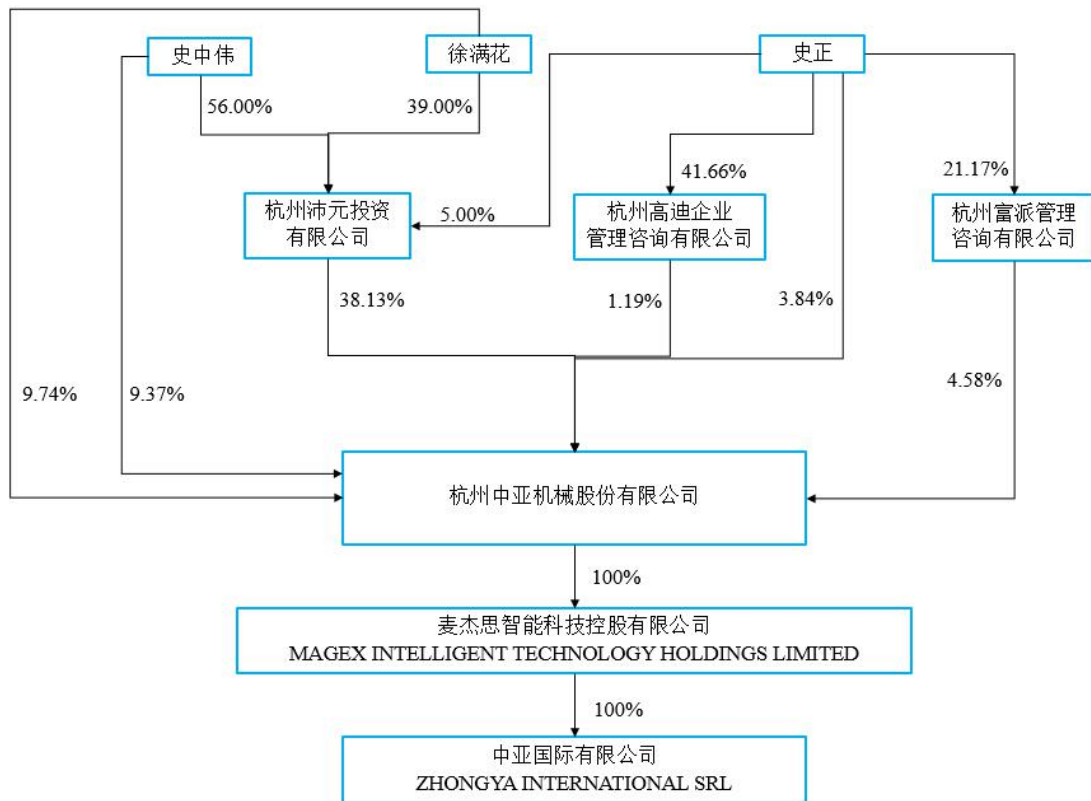 史中伟
徐满花
史正
56.00%
39.00%
41.66%
21.17%
杭州沛元投资
有限公司
5.00%
杭州高迪企业
管理咨询有限公司
杭州富派管理
咨询有限公司
38.13%
1.19%
3.84%
9.74%
9.37%
4.58%
杭州中亚机械股份有限公司
100%
麦杰思智能科技控股有限公司
MAGEX INTELLIGENT TECHNOLOGY HOLDINGS LIMITED
100%
中亚国际有限公司
ZHONGYA INTERNATIONAL SRL